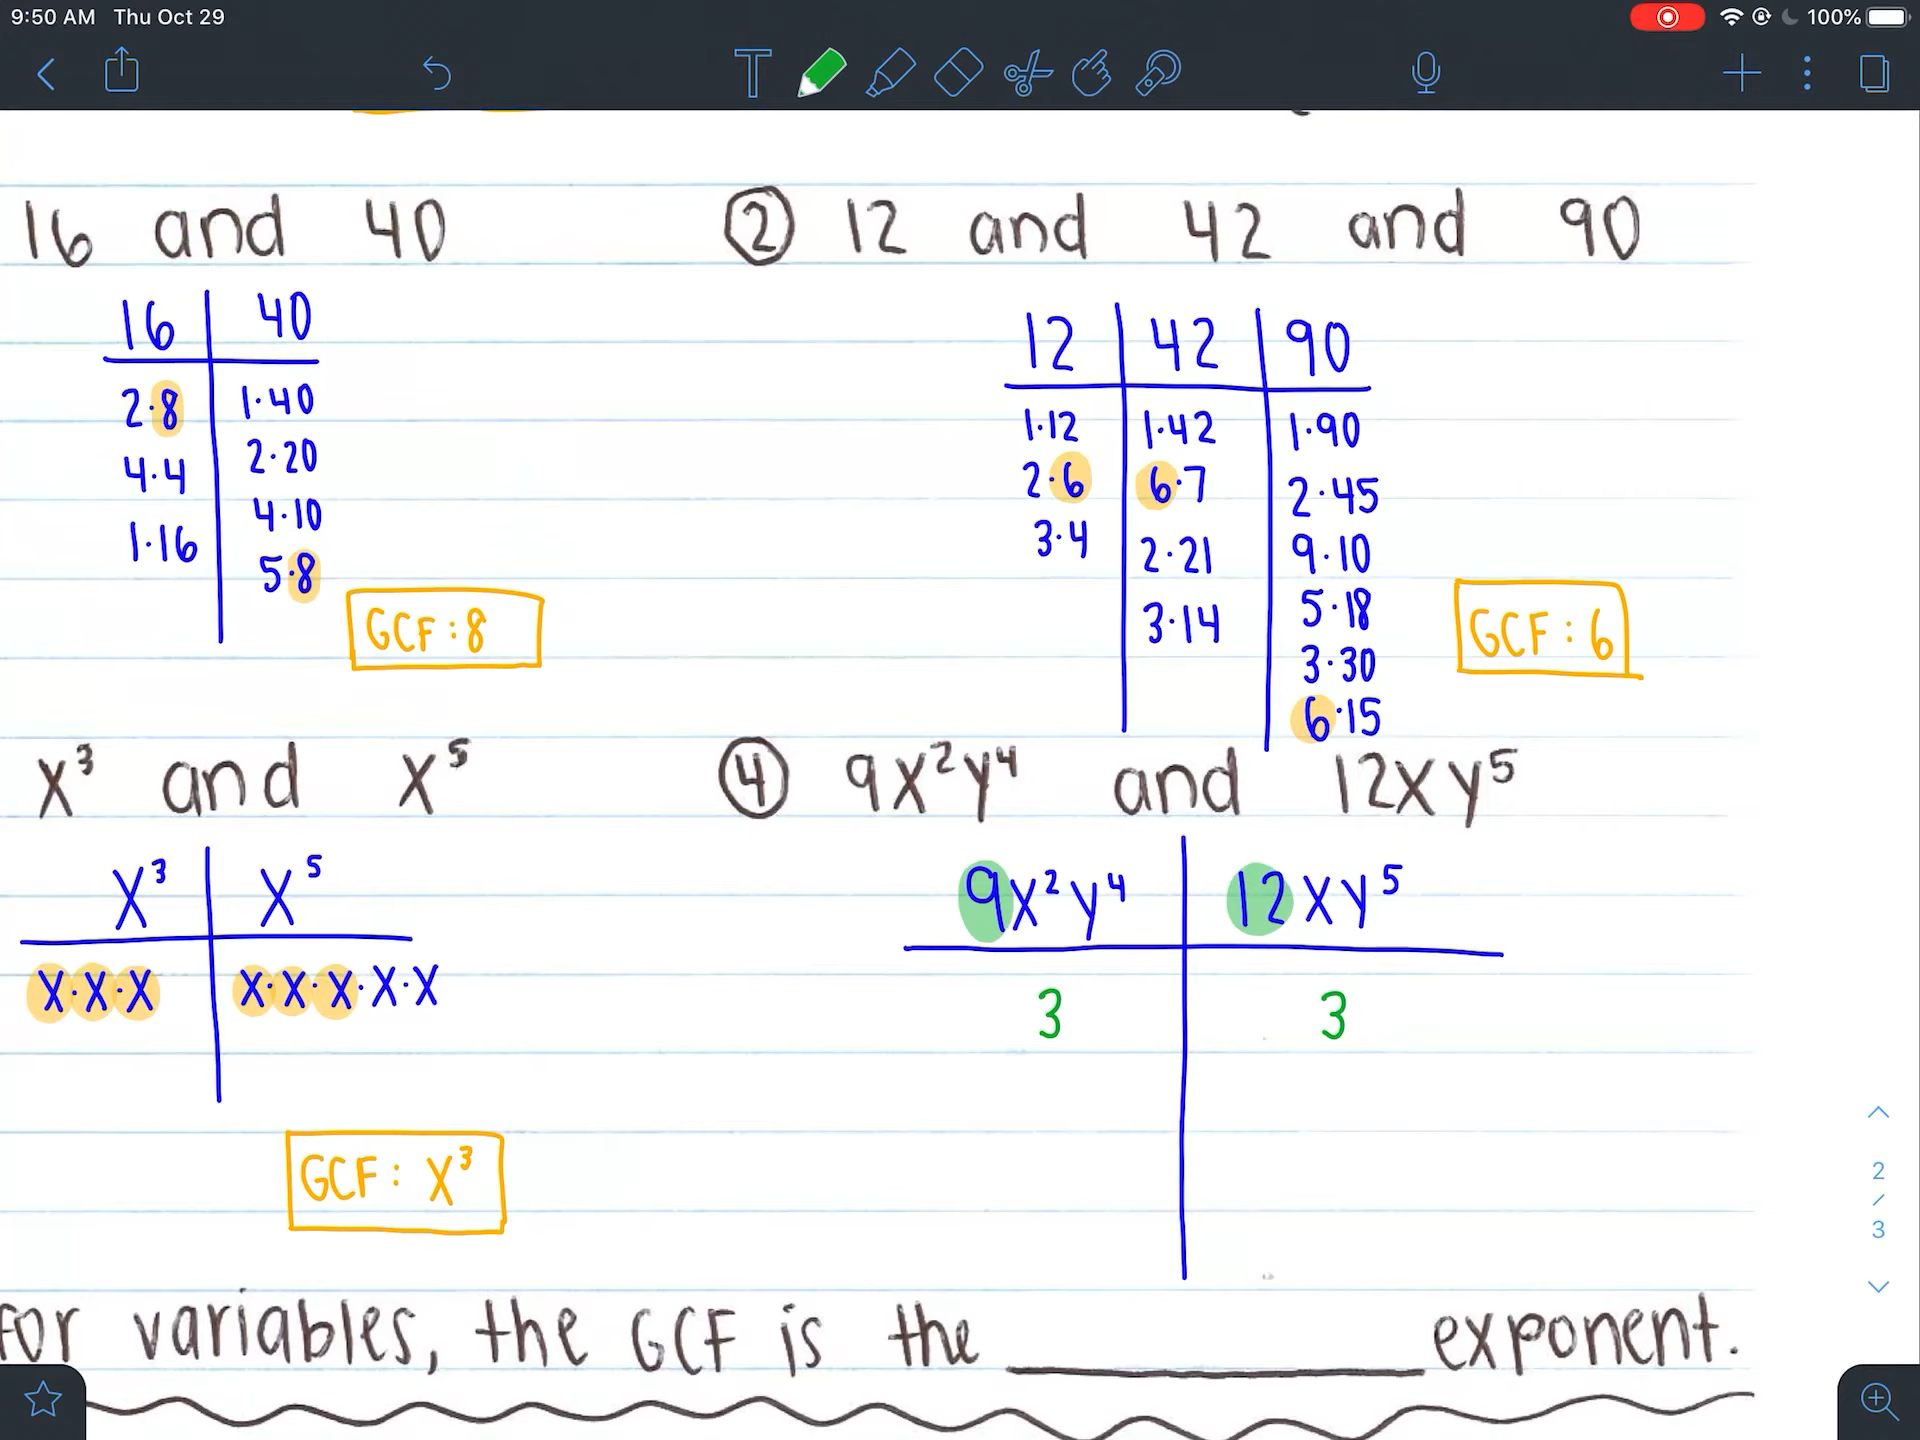 9:50 AM Thu Oct 29
100%
T
16 and 40
16 40
2·8 1·40
4·4 2·20
1·16 4·10
5·8
GCF: 8
② 12 and 42 and 90
12 42 90
1·12 1·42 1·90
2·6 6·7 2·45
3·4 2·21 9·10
3·14 5·18
3·30
6·15
GCF: 6
x³ and x⁵
x³ x⁵
x·x·x x·x·x·x·x
GCF: x³
④ 9x²y⁴ and 12xy⁵
9x²y⁴ 12xy⁵
3 3
2
/
3
for variables, the GCF is the ________ exponent.